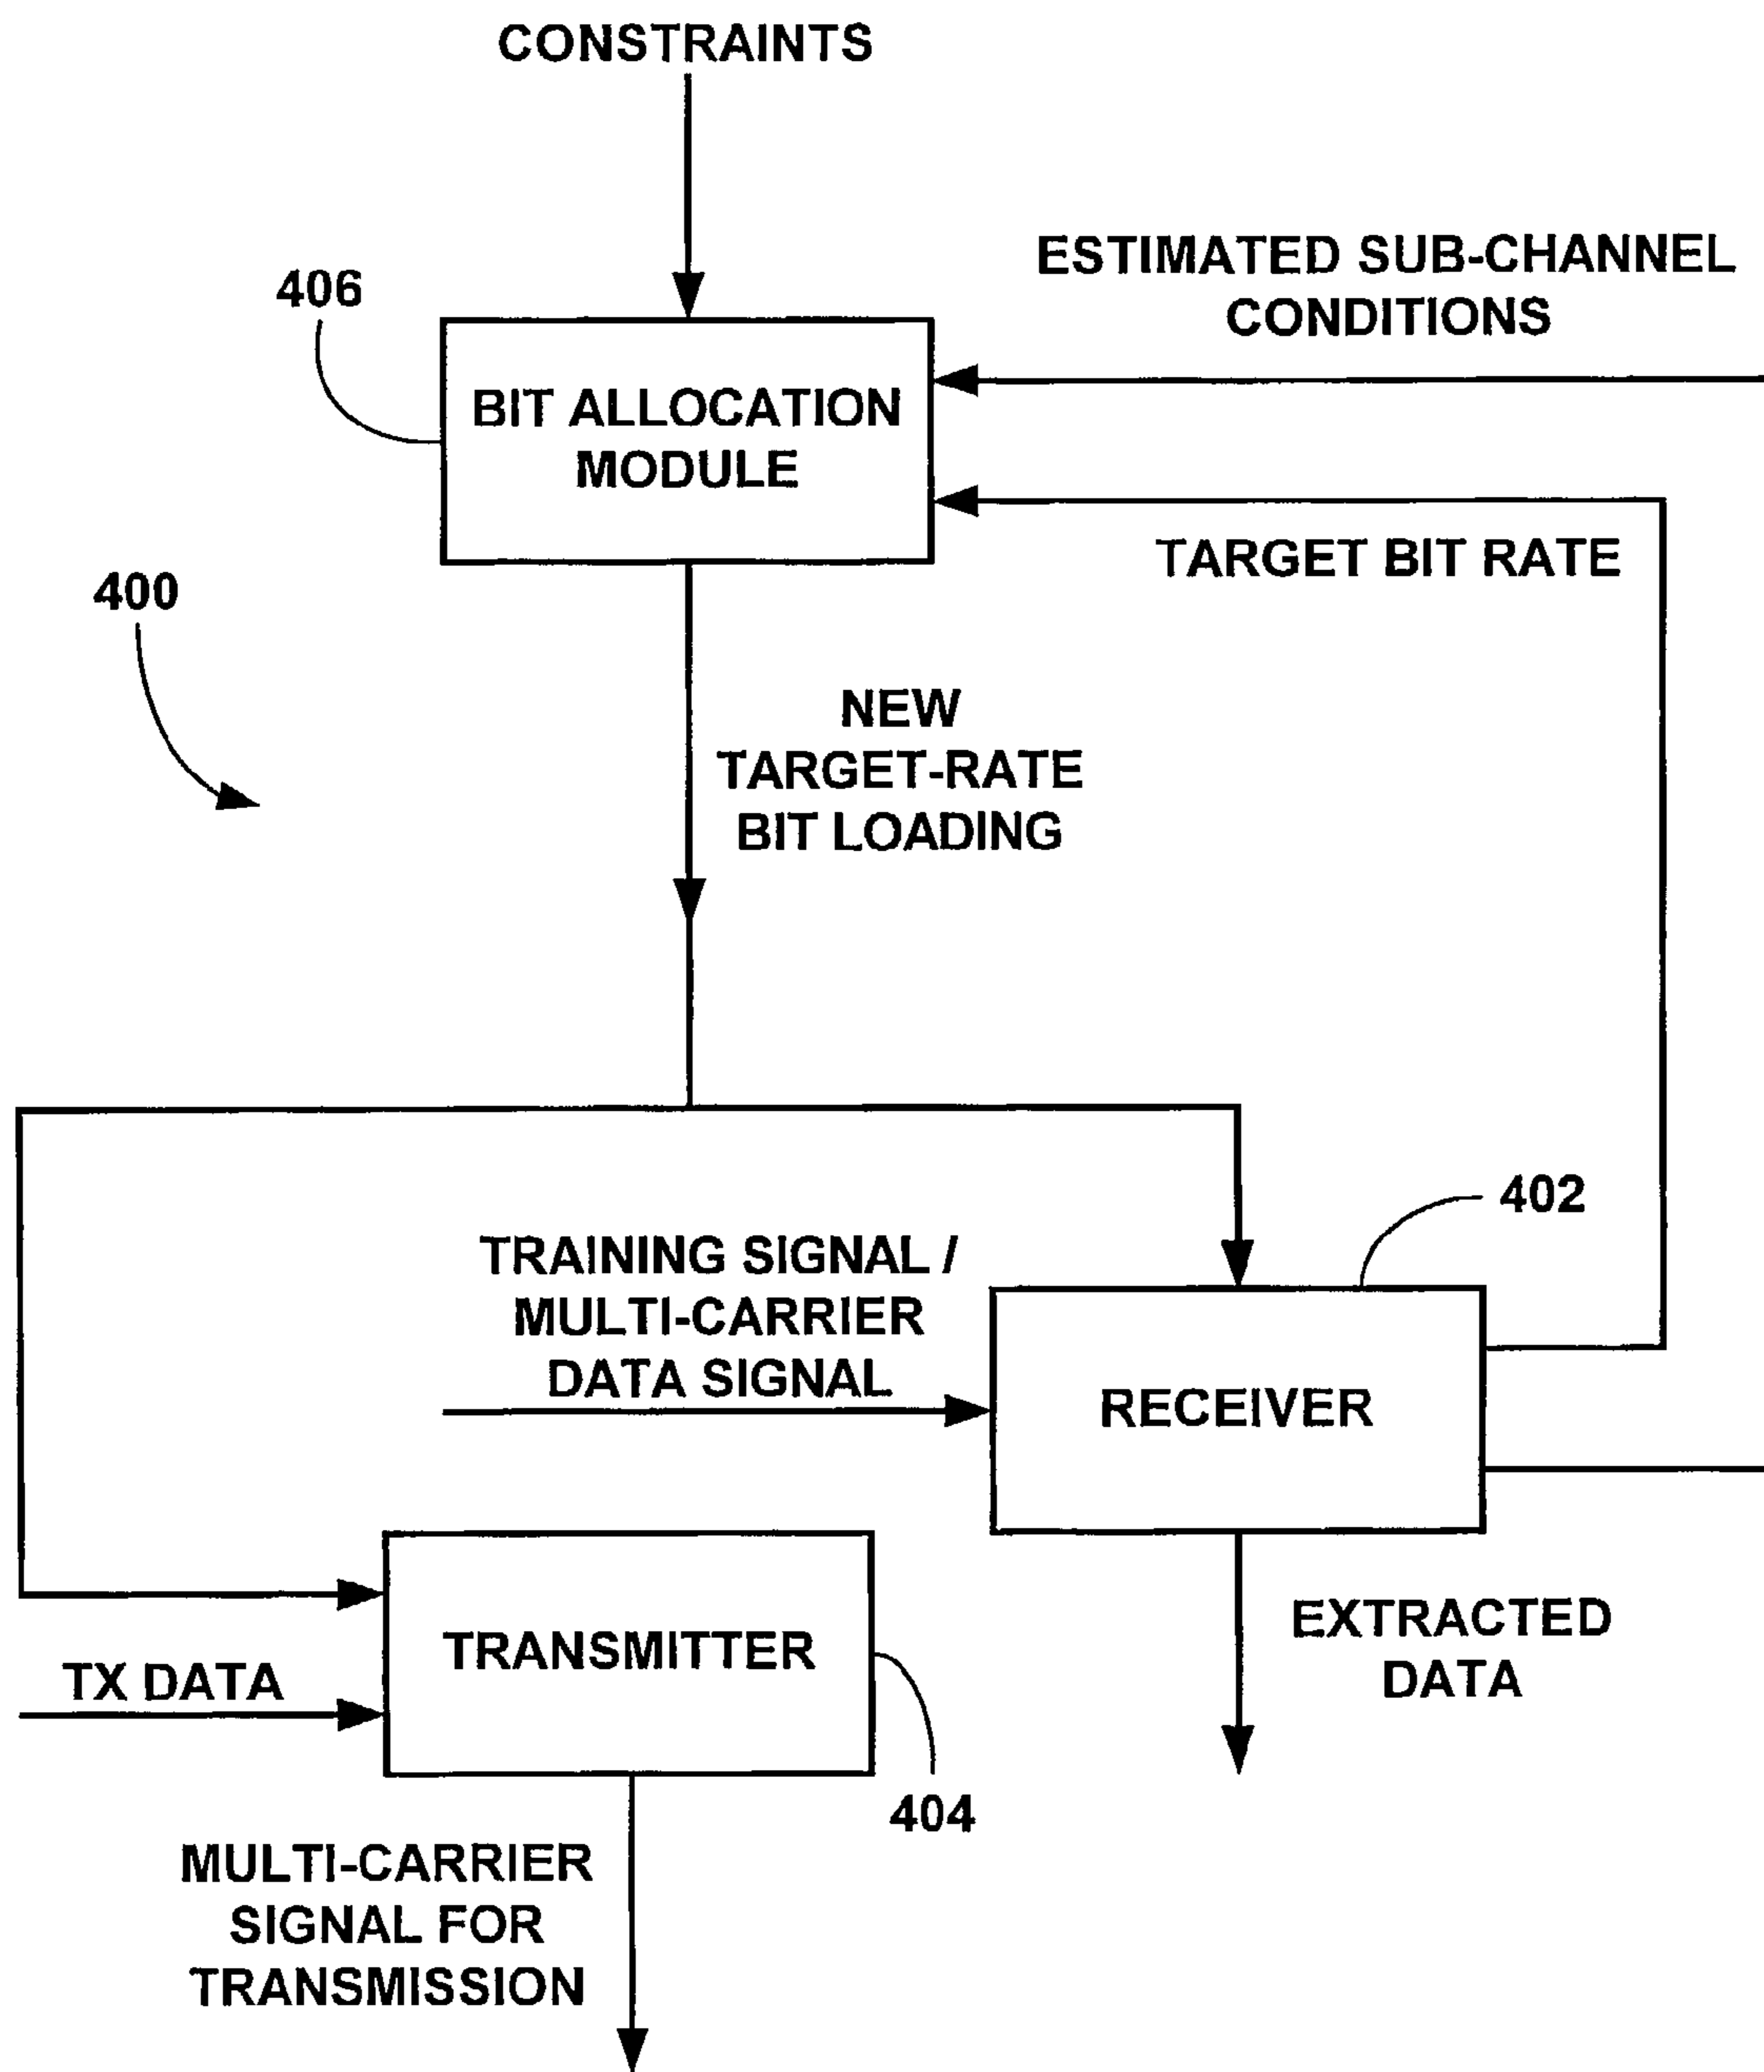 CONSTRAINTS
ESTIMATED SUB-CHANNEL
CONDITIONS
406
BIT ALLOCATION
MODULE
TARGET BIT RATE
400
NEW
TARGET-RATE
BIT LOADING
402
TRAINING SIGNAL /
MULTI-CARRIER
DATA SIGNAL
RECEIVER
EXTRACTED
DATA
TRANSMITTER
TX DATA
404
MULTI-CARRIER
SIGNAL FOR
TRANSMISSION